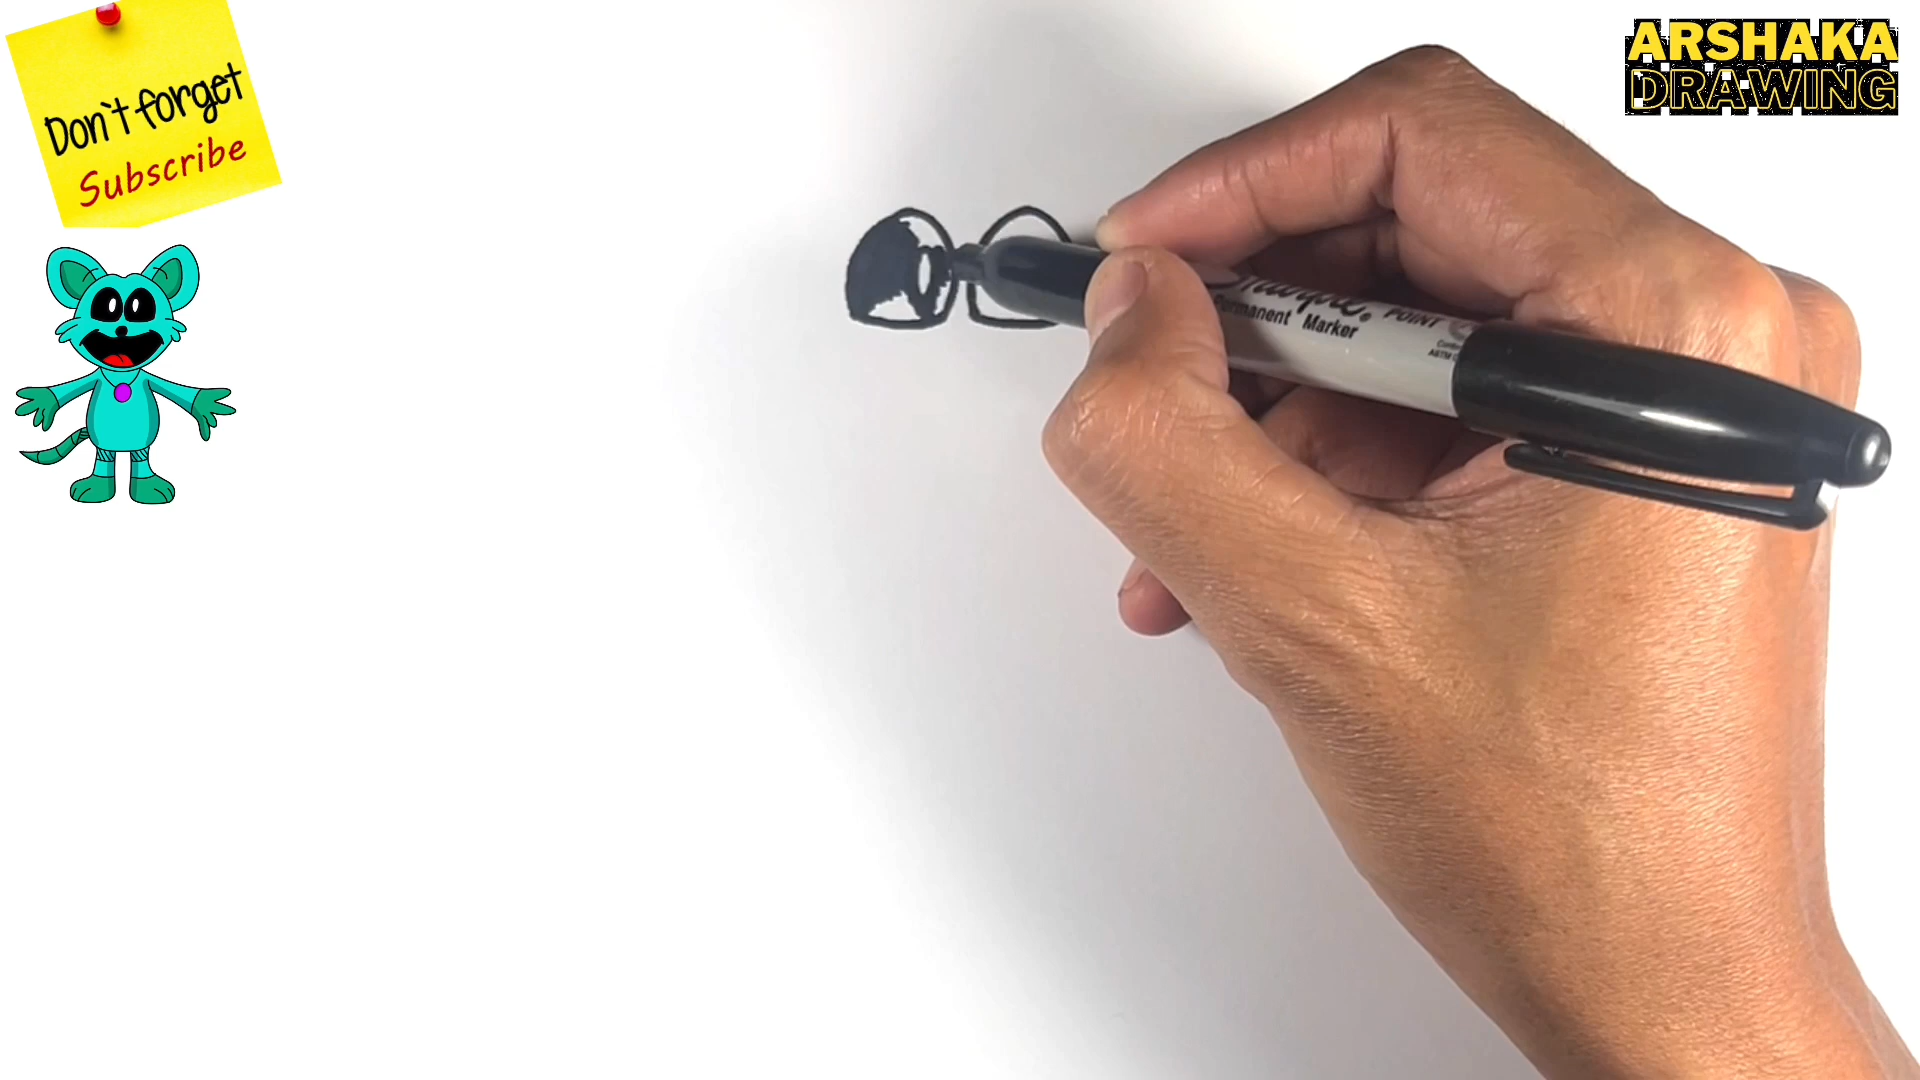 Don't forget
Subscribe
ARSHAKA
DRAWING
Permanent Marker
POINT